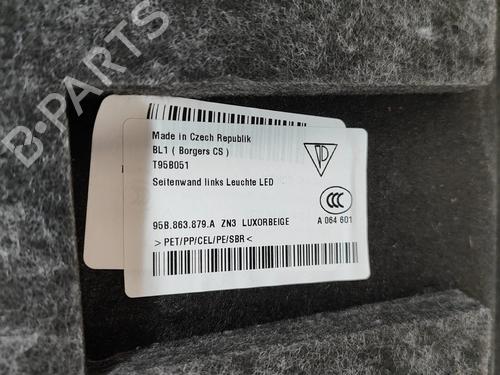 B-PARTS
Made in Czech Republik
BL1 ( Borgers CS )
T95B051
Seitenwand links Leuchte LED
95B.863.879.A ZN3 LUXORBEIGE
A 064 601
> PET/PP/CEL/PE/SBR <